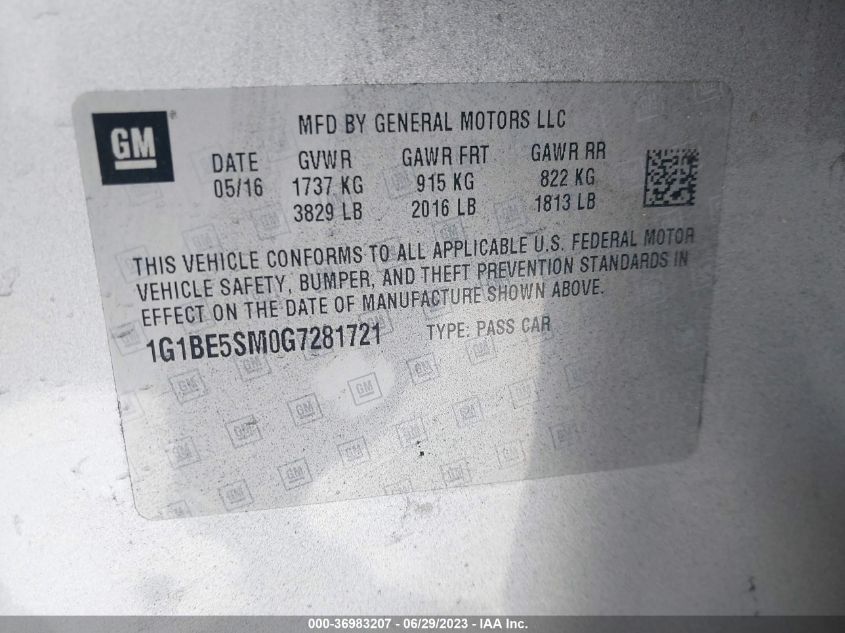 GM®
MFD BY GENERAL MOTORS LLC
DATE GVWR GAWR FRT GAWR RR
05/16 1737 KG 915 KG 822 KG
3829 LB 2016 LB 1813 LB
THIS VEHICLE CONFORMS TO ALL APPLICABLE U.S. FEDERAL MOTOR
VEHICLE SAFETY, BUMPER, AND THEFT PREVENTION STANDARDS IN
EFFECT ON THE DATE OF MANUFACTURE SHOWN ABOVE.
1G1BE5SM0G7281721 TYPE: PASS CAR
000-36983207 - 06/29/2023 - IAA Inc.